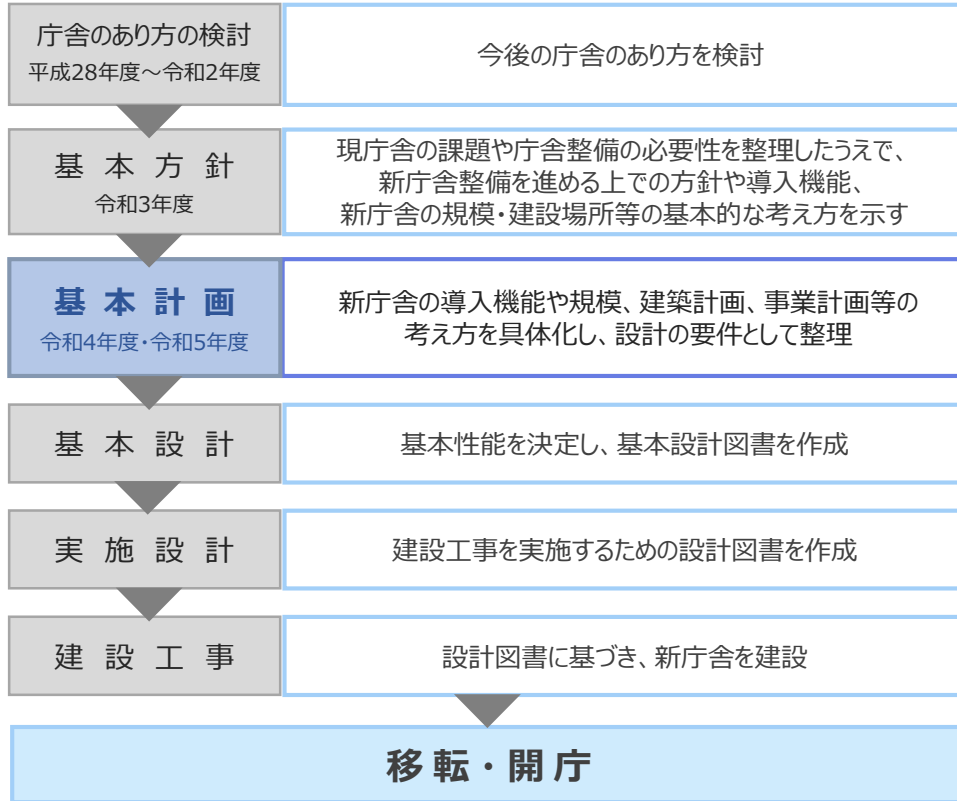 庁舎のあり方の検討
平成28年度～令和2年度
今後の庁舎のあり方を検討
基本方針
令和3年度
現庁舎の課題や庁舎整備の必要性を整理したうえで、
新庁舎整備を進める上での方針や導入機能、
新庁舎の規模・建設場所等の基本的な考え方を示す
基本計画
令和4年度・令和5年度
新庁舎の導入機能や規模、建築計画、事業計画等の
考え方を具体化し、設計の要件として整理
基本設計
基本性能を決定し、基本設計図書を作成
実施設計
建設工事を実施するための設計図書を作成
建設工事
設計図書に基づき、新庁舎を建設
移転・開庁